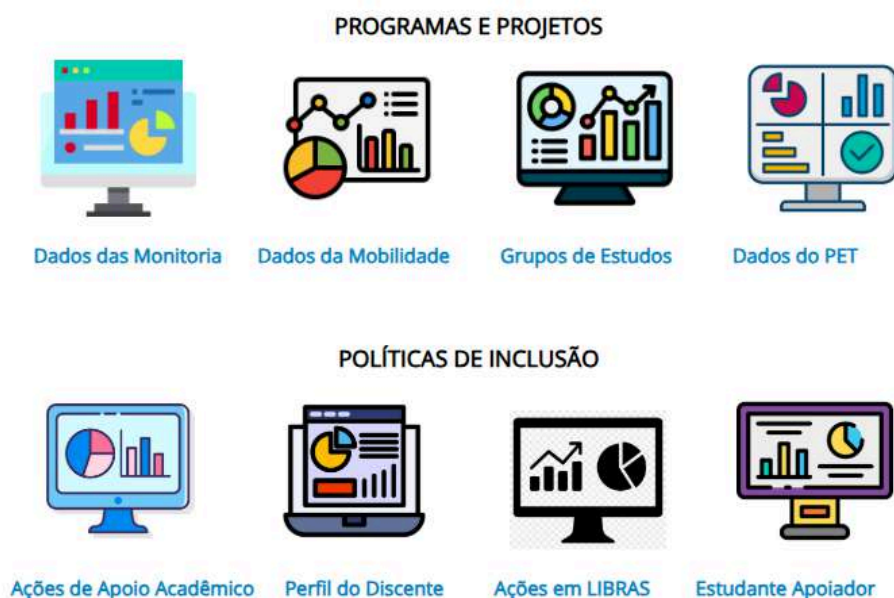 PROGRAMAS E PROJETOS
Dados das Monitoria
Dados da Mobilidade
Grupos de Estudos
Dados do PET
POLÍTICAS DE INCLUSÃO
Ações de Apoio Acadêmico
Perfil do Discente
Ações em LIBRAS
Estudante Apoiador